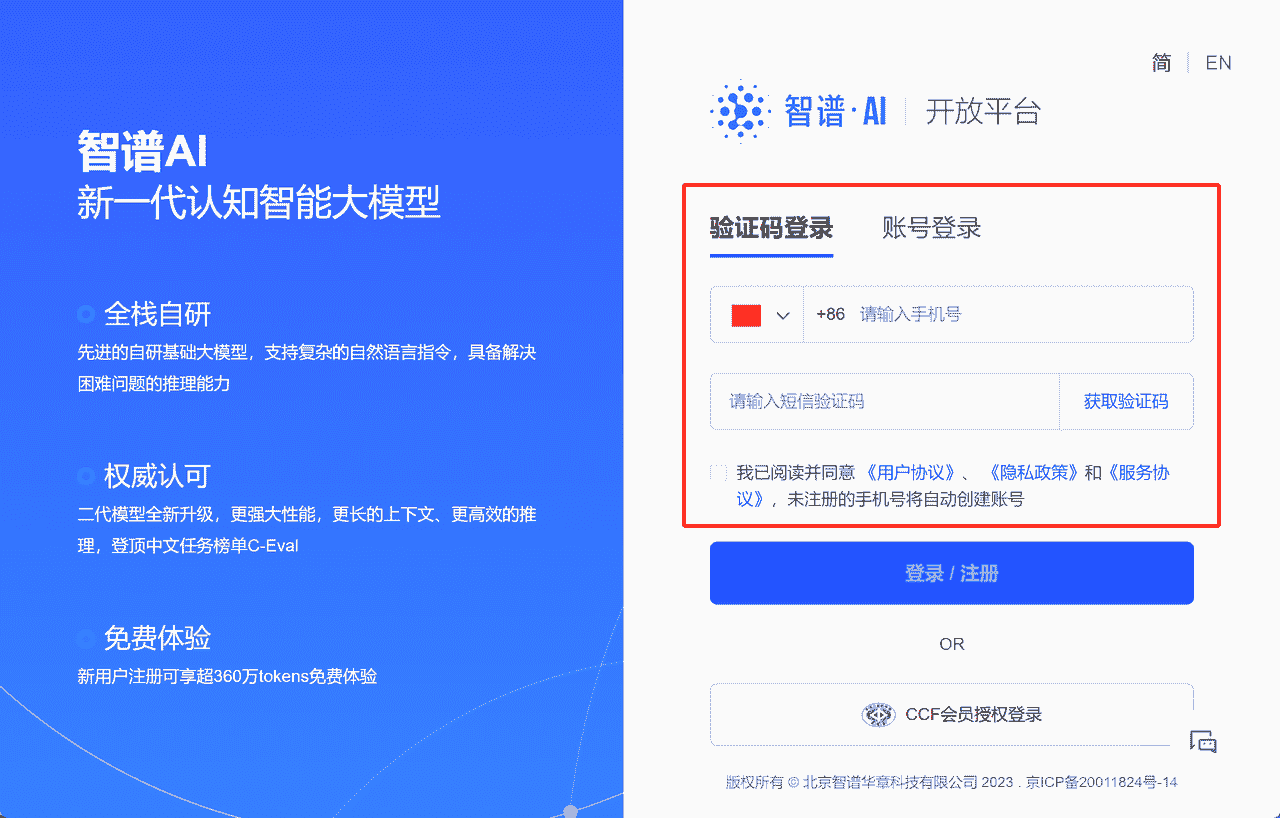 智谱AI
新一代认知智能大模型
全栈自研
先进的自研基础大模型，支持复杂的自然语言指令，具备解决
困难问题的推理能力
权威认可
二代模型全新升级，更强大性能，更长的上下文、更高效的推
理，登顶中文任务榜单C-Eval
免费体验
新用户注册可享超360万tokens免费体验
简 EN
智谱·AI 开放平台
验证码登录 账号登录
+86 请输入手机号
请输入短信验证码 获取验证码
我已阅读并同意《用户协议》、《隐私政策》和《服务协
议》，未注册的手机号将自动创建账号
登录 / 注册
OR
CCF会员授权登录
版权所有 © 北京智谱华章科技有限公司 2023 . 京ICP备20011824号-14